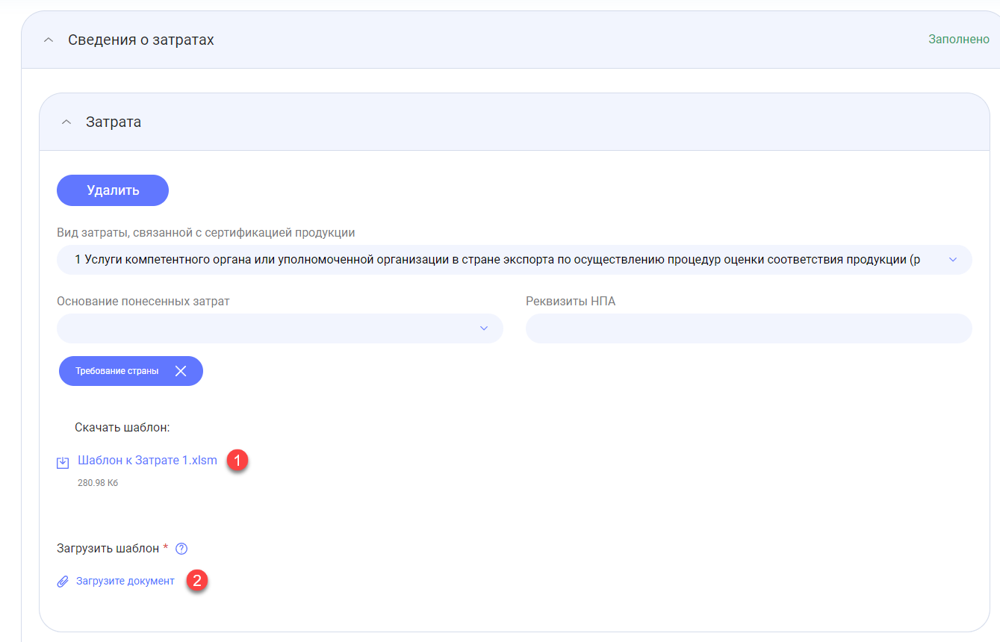 Сведения о затратах
Заполнено
Затрата
Удалить
Вид затраты, связанной с сертификацией продукции
1 Услуги компетентного органа или уполномоченной организации в стране экспорта по осуществлению процедур оценки соответствия продукции (р
Основание понесенных затрат
Реквизиты НПА
Требование страны
Скачать шаблон:
Шаблон к Затрате 1.xlsm 1
280.98 Кб
Загрузить шаблон * ?
Загрузите документ 2